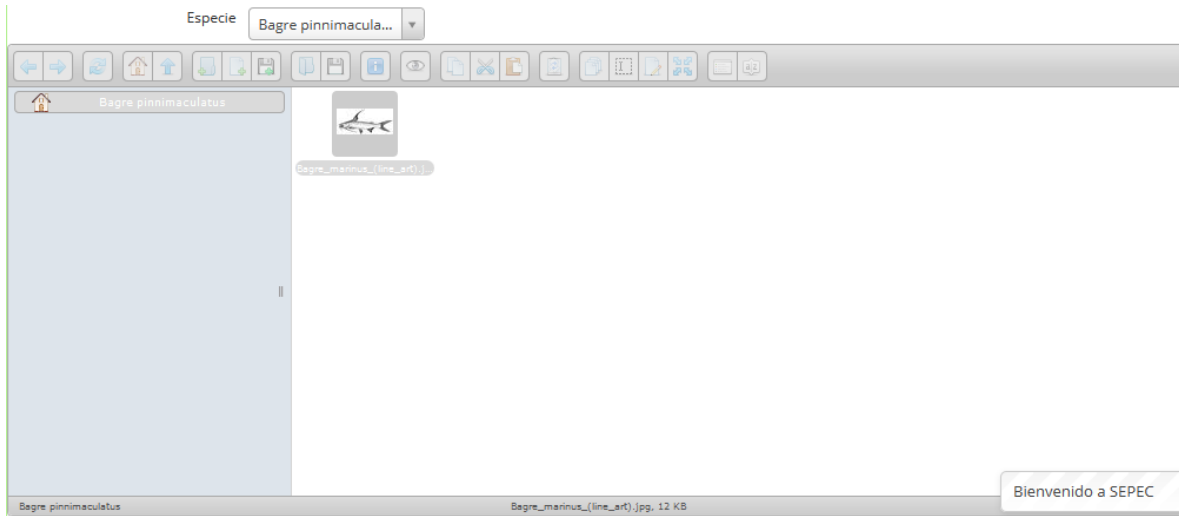 Especie
Bagre pinnimacula...
Bagre pinnimaculatus
Bagre_marinus_(line_art).j...
Bienvenido a SEPEC
Bagre pinnimaculatus
Bagre_marinus_(line_art).jpg, 12 KB